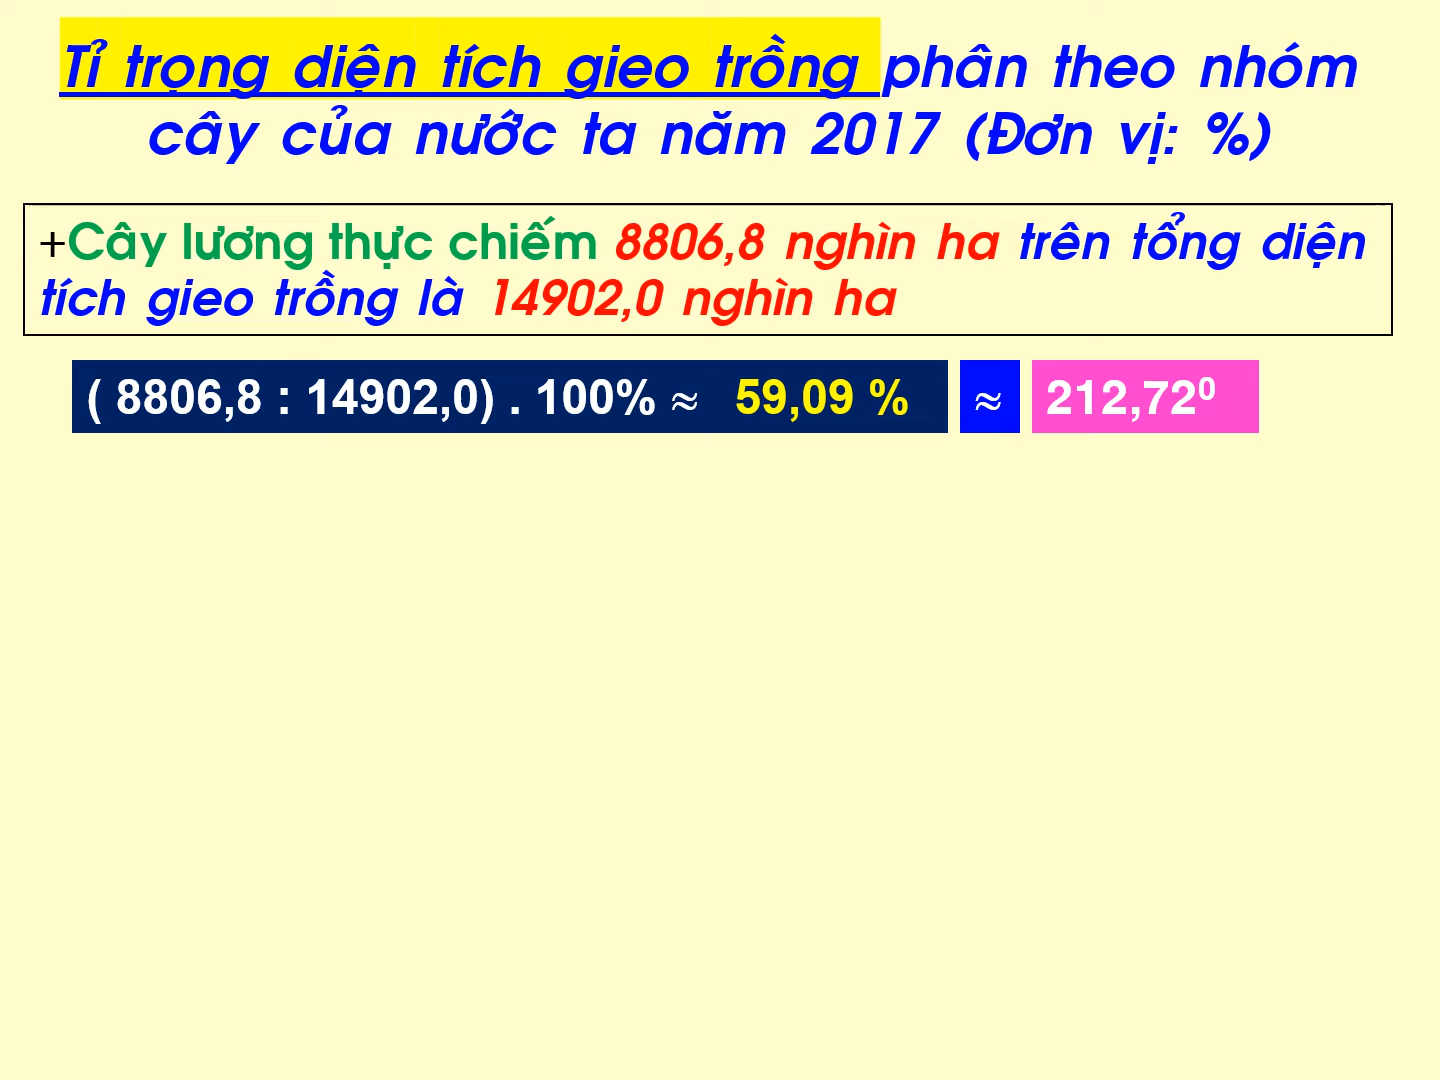 Tỉ trọng diện tích gieo trồng phân theo nhóm
cây của nước ta năm 2017 (Đơn vị: %)
+Cây lương thực chiếm 8806,8 nghìn ha trên tổng diện
tích gieo trồng là 14902,0 nghìn ha
( 8806,8 : 14902,0) . 100% ≈ 59,09 % ≈ 212,72⁰